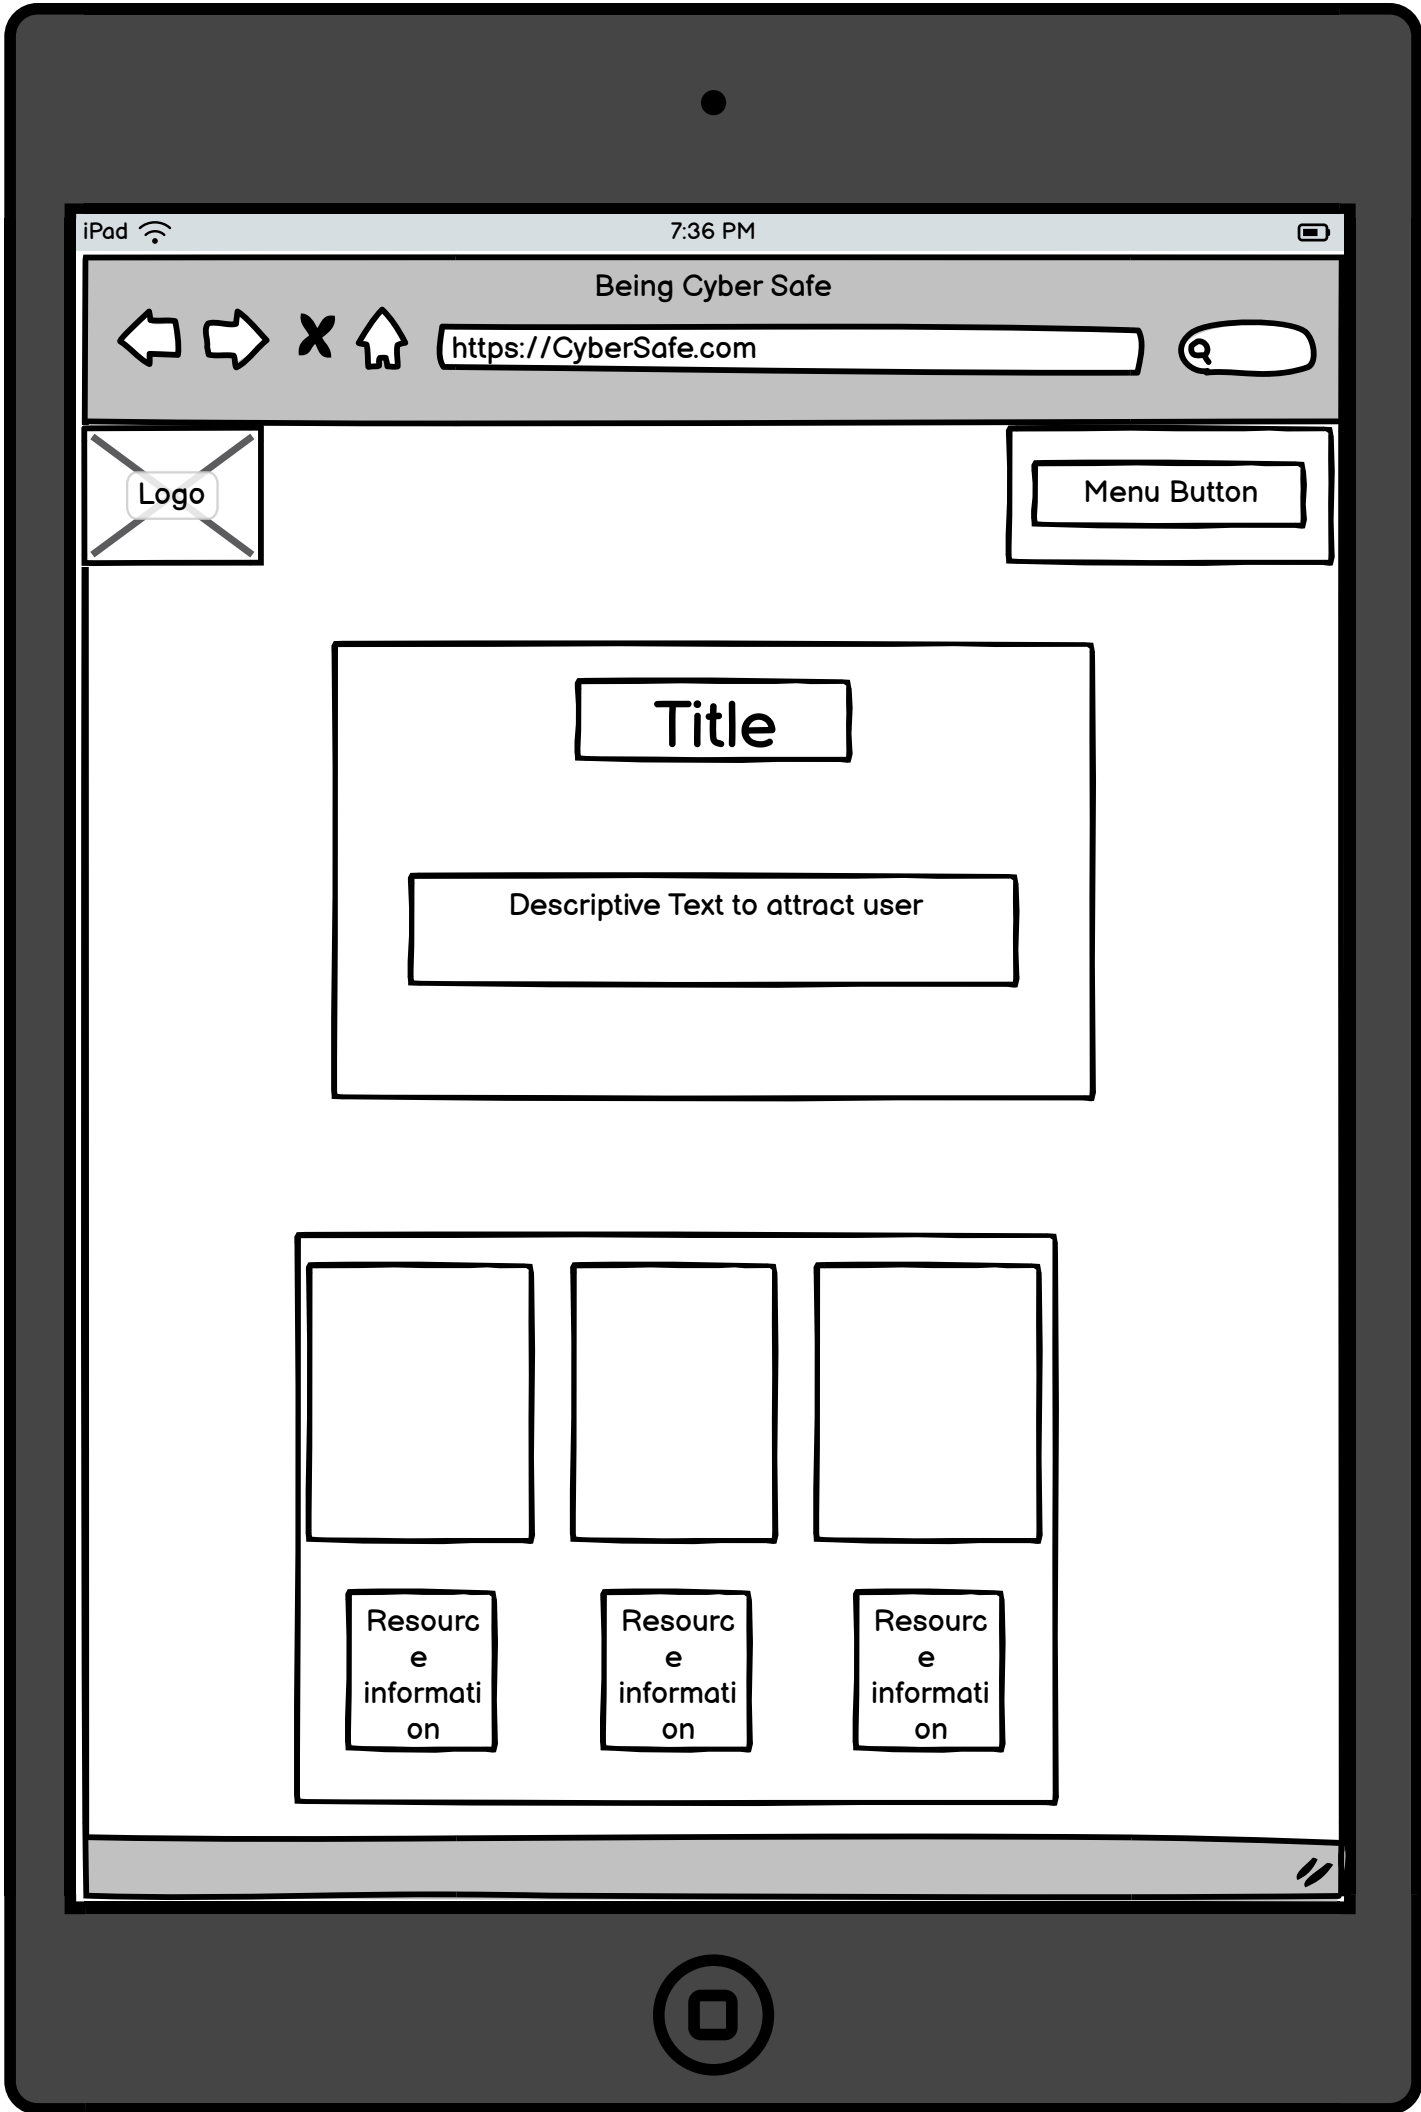 iPad
7:36 PM
Being Cyber Safe
https://CyberSafe.com
Logo
Menu Button
Title
Descriptive Text to attract user
Resourc
e
informati
on
Resourc
e
informati
on
Resourc
e
informati
on